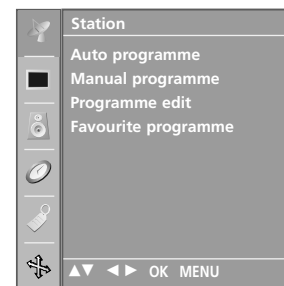 Station
Auto programme
Manual programme
Programme edit
Favourite programme
▲▼ ◄► OK MENU